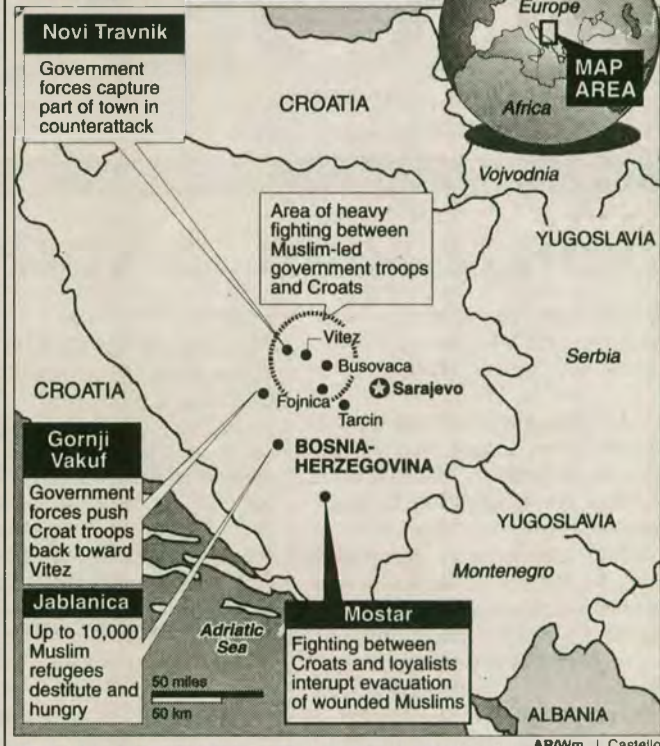 Europe
MAP
AREA
Africa
Novi Travnik
Government
forces capture
part of town in
counterattack
CROATIA
Vojvodnia
YUGOSLAVIA
Area of heavy
fighting between
Muslim-led
government troops
and Croats
Vitez
Busovaca
Serbia
Sarajevo
Fojnica
Tarcin
CROATIA
BOSNIA-
HERZEGOVINA
Gornji
Vakuf
Government
forces push
Croat troops
back toward
Vitez
YUGOSLAVIA
Montenegro
Jablanica
Up to 10,000
Muslim
refugees
destitute and
hungry
Adriatic
Sea
50 miles
50 km
Mostar
Fighting between
Croats and loyalists
interupt evacuation
of wounded Muslims
ALBANIA
AP/Wm. J. Castello